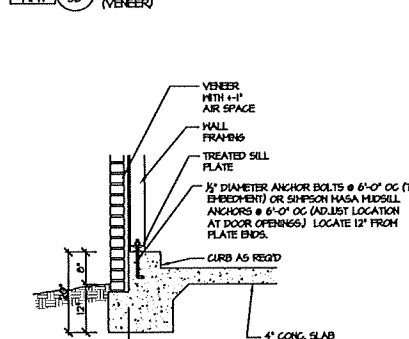 (VENEER)
VENEER
WITH +-1"
AIR SPACE
WALL
FRAMING
TREATED SILL
PLATE
½" DIAMETER ANCHOR BOLTS @ 6'-0" OC (7
EMBEDMENT) OR SIMPSON MASA MUDSILL
ANCHORS @ 6'-0" OC (ADJUST LOCATION
AT DOOR OPENINGS.) LOCATE 12" FROM
PLATE ENDS.
CURB AS REQ'D
8"
12"
4" CONC. SLAB